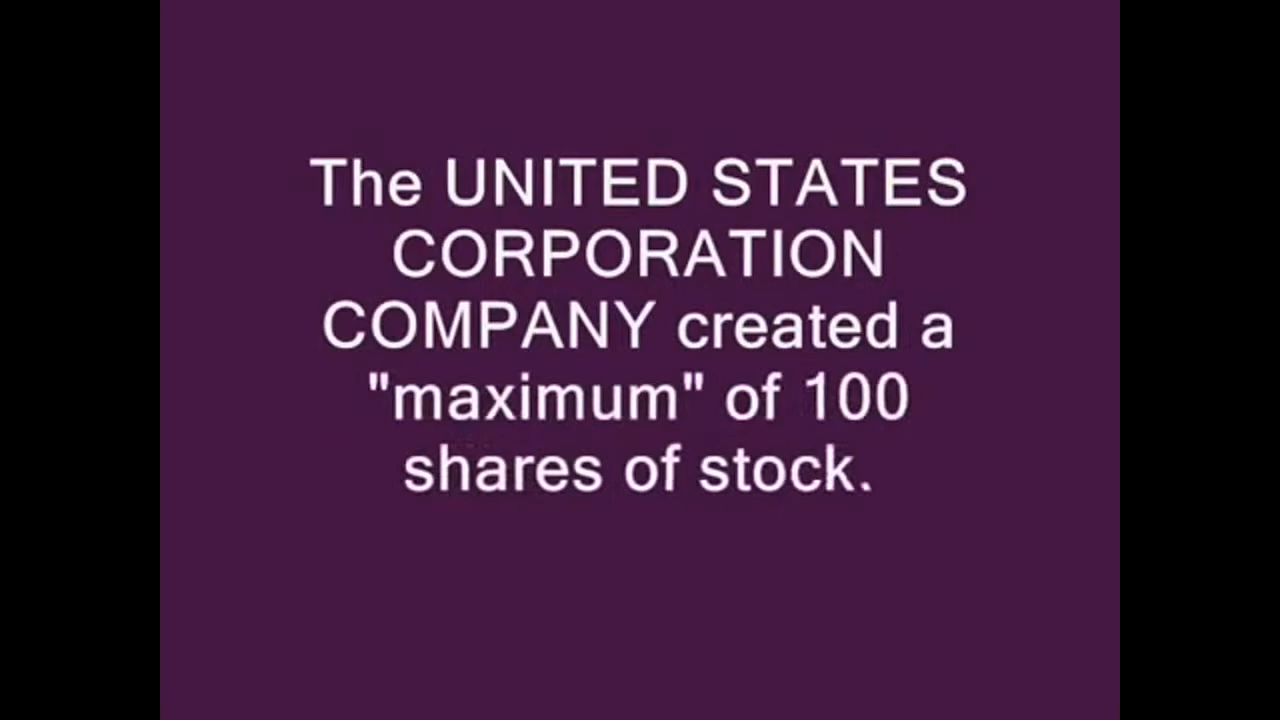 The UNITED STATES
CORPORATION
COMPANY created a
"maximum" of 100
shares of stock.